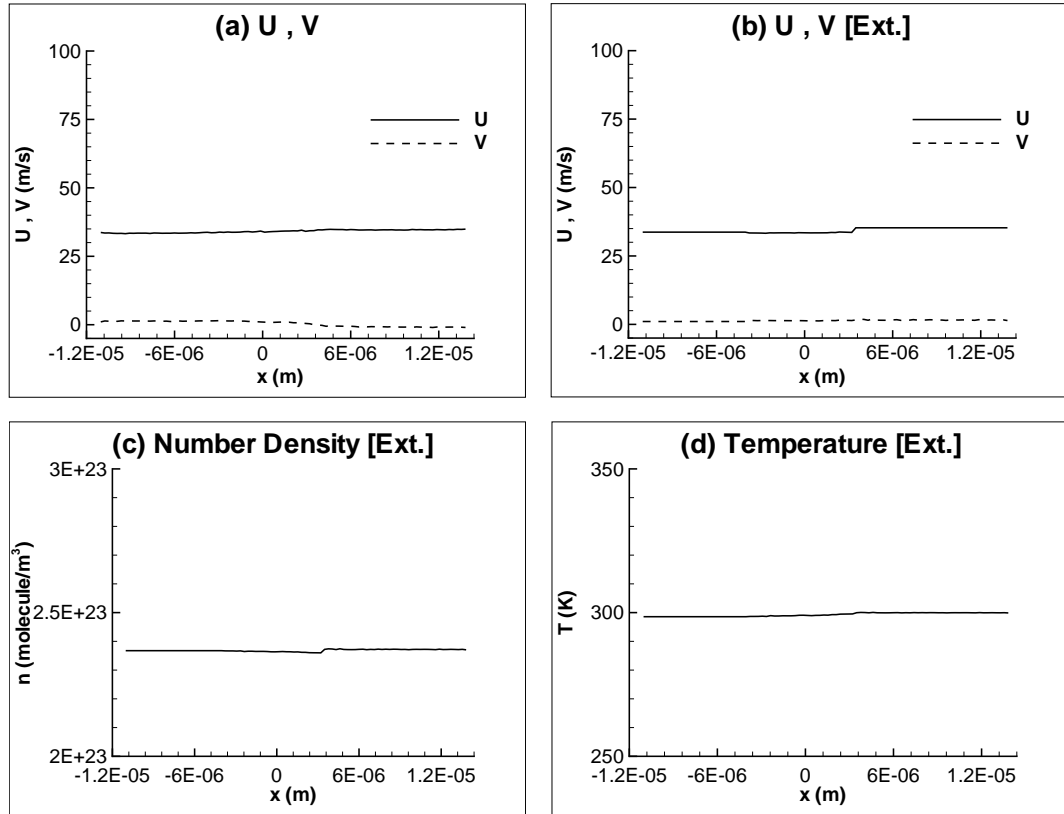 (a) U , V
100
75
50
25
0
U , V (m/s)
U
V
-1.2E-05 -6E-06 0 6E-06 1.2E-05
x (m)
(b) U , V [Ext.]
100
75
50
25
0
U , V (m/s)
U
V
-1.2E-05 -6E-06 0 6E-06 1.2E-05
x (m)
(c) Number Density [Ext.]
3E+23
2.5E+23
2E+23
n (molecule/m³)
-1.2E-05 -6E-06 0 6E-06 1.2E-05
x (m)
(d) Temperature [Ext.]
350
300
250
T (K)
-1.2E-05 -6E-06 0 6E-06 1.2E-05
x (m)